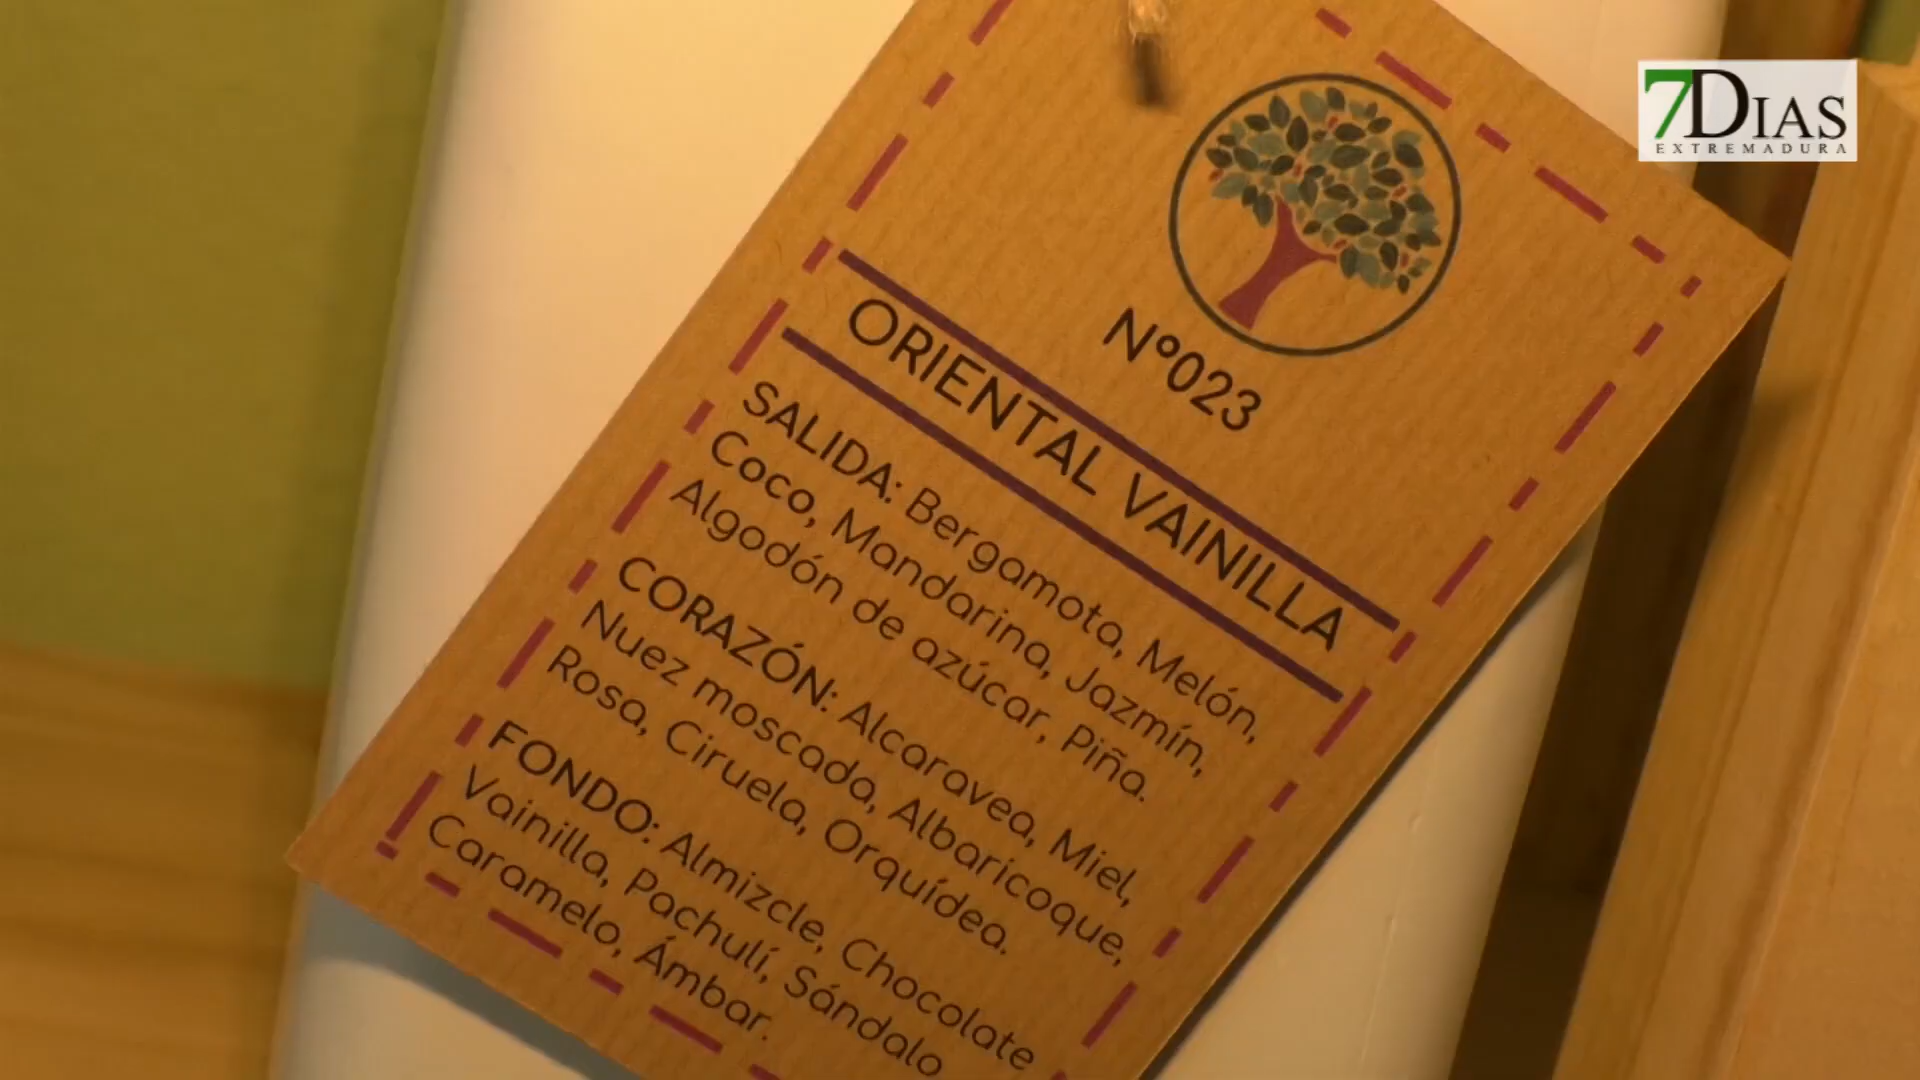 7DIAS
EXTREMADURA
Nº023
ORIENTAL VAINILLA
SALIDA: Bergamota, Melón,
Coco, Mandarina, Jazmín,
Algodón de azúcar, Piña.
CORAZÓN: Alcaravea, Miel,
Nuez moscada, Albaricoque,
Rosa, Ciruela, Orquídea.
FONDO: Almizcle, Chocolate
Vainilla, Pachulí, Sándalo
Caramelo, Ámbar.